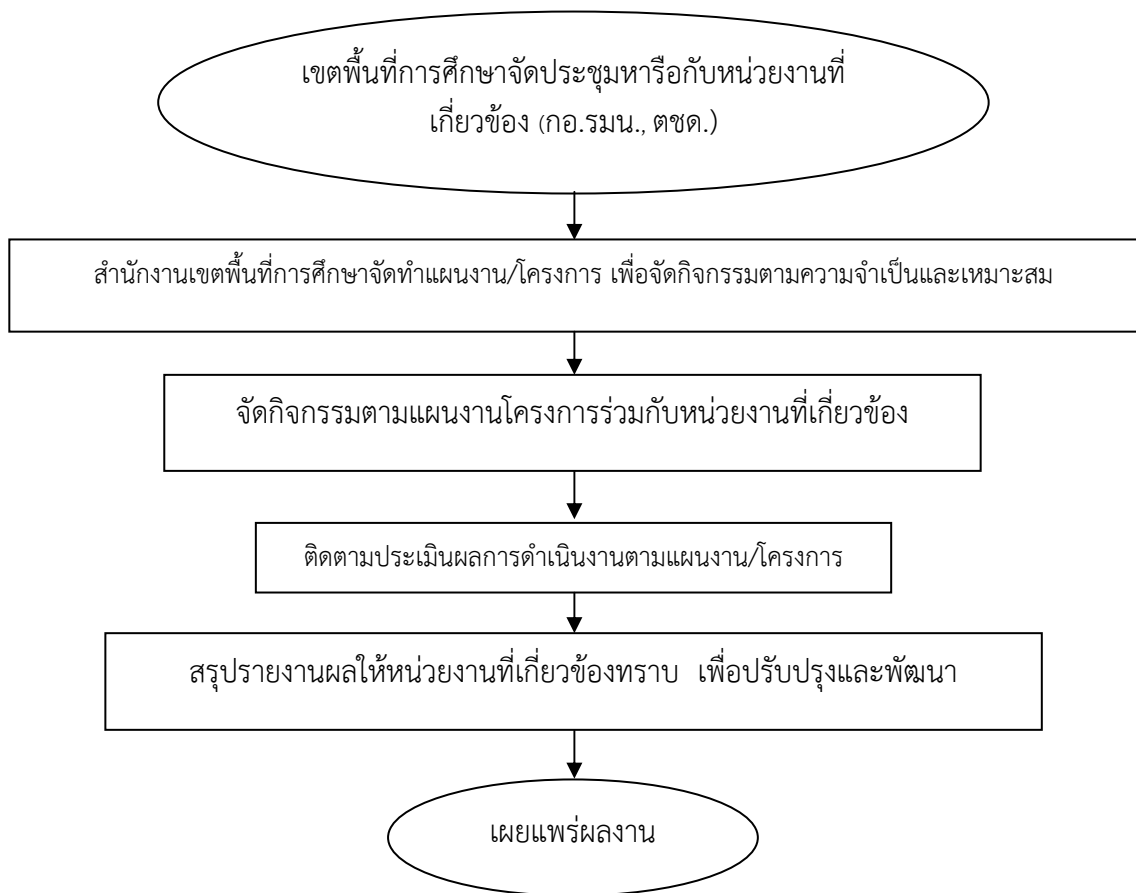 เขตพื้นที่การศึกษาจัดประชุมหารือกับหน่วยงานที่
เกี่ยวข้อง (กอ.รมน., ตชด.)
สำนักงานเขตพื้นที่การศึกษาจัดทำแผนงาน/โครงการ เพื่อจัดกิจกรรมตามความจำเป็นและเหมาะสม
จัดกิจกรรมตามแผนงานโครงการร่วมกับหน่วยงานที่เกี่ยวข้อง
ติดตามประเมินผลการดำเนินงานตามแผนงาน/โครงการ
สรุปรายงานผลให้หน่วยงานที่เกี่ยวข้องทราบ เพื่อปรับปรุงและพัฒนา
เผยแพร่ผลงาน